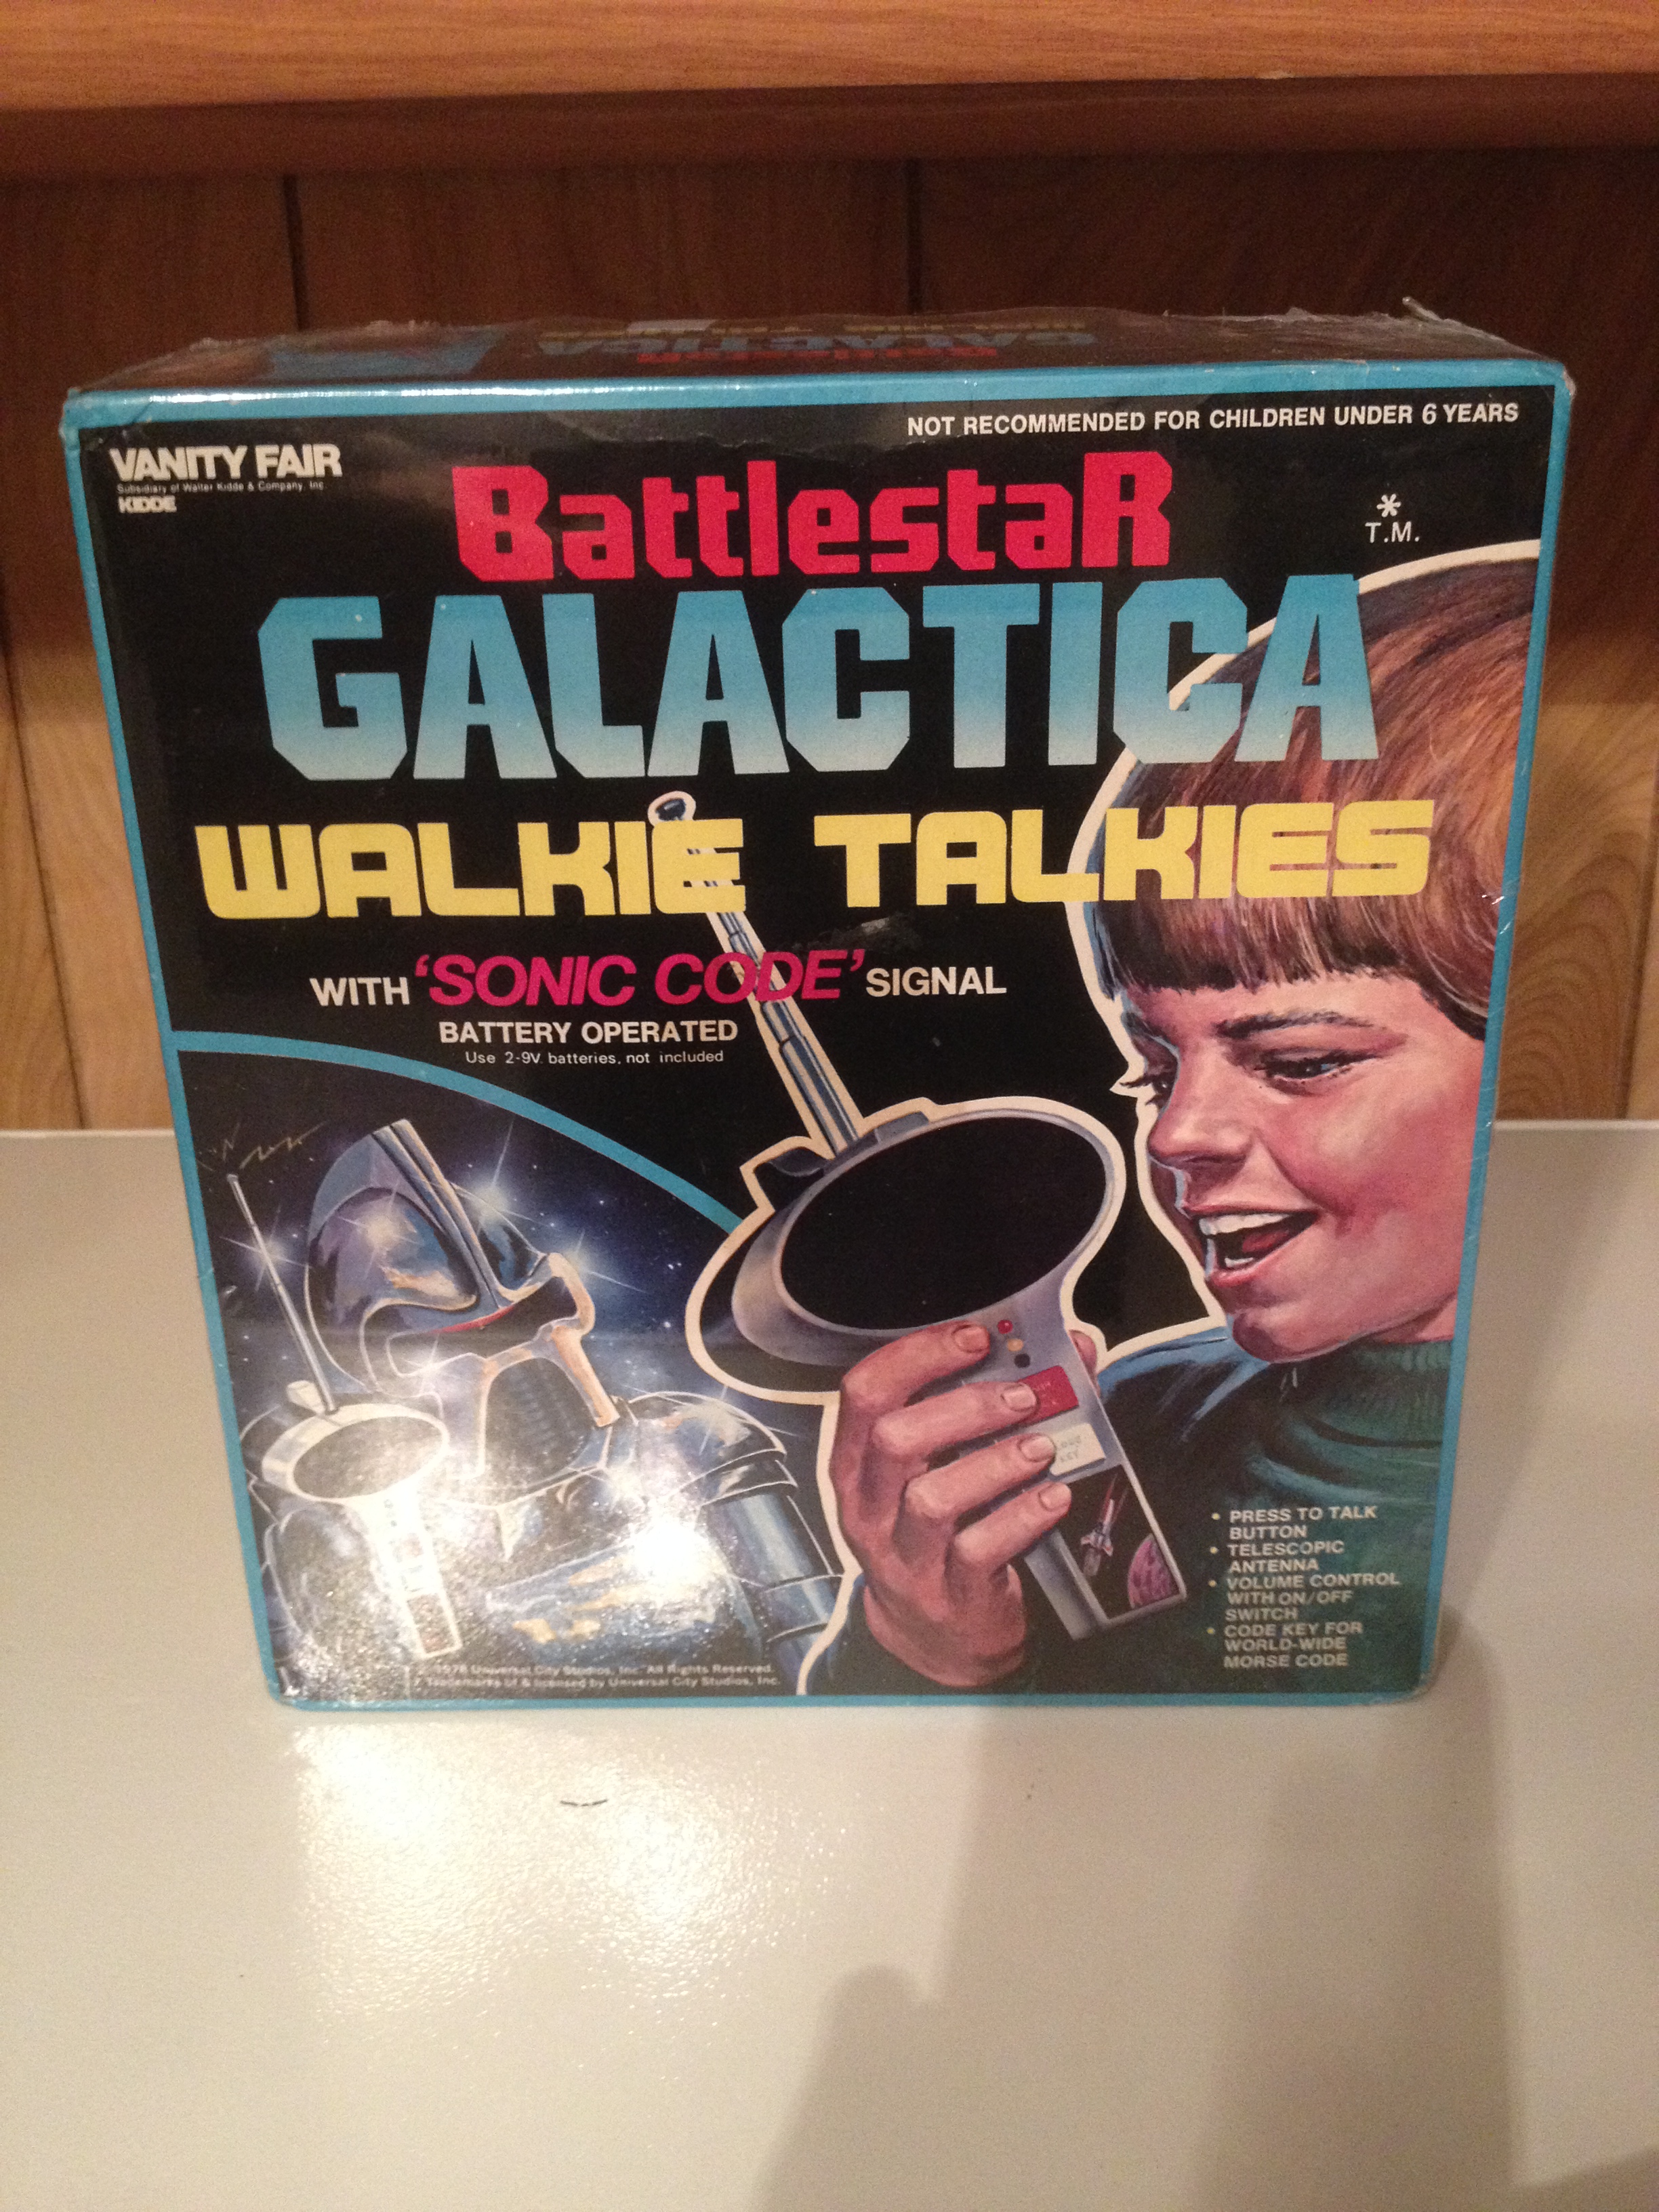 NOT RECOMMENDED FOR CHILDREN UNDER 6 YEARS
VANITY FAIR
Subsidiary of Walter Kidde & Company, Inc.
KIDDE
BattlestaR
*
T.M.
GALACTICA
WALKIE TALKIES
WITH 'SONIC CODE' SIGNAL
BATTERY OPERATED
Use 2-9V. batteries, not included
• PRESS TO TALK
BUTTON
• TELESCOPIC
ANTENNA
• VOLUME CONTROL
WITH ON/OFF
SWITCH
• CODE KEY FOR
WORLD-WIDE
MORSE CODE
1978 Universal City Studios, Inc. All Rights Reserved.
Trademarks of & licensed by Universal City Studios, Inc.